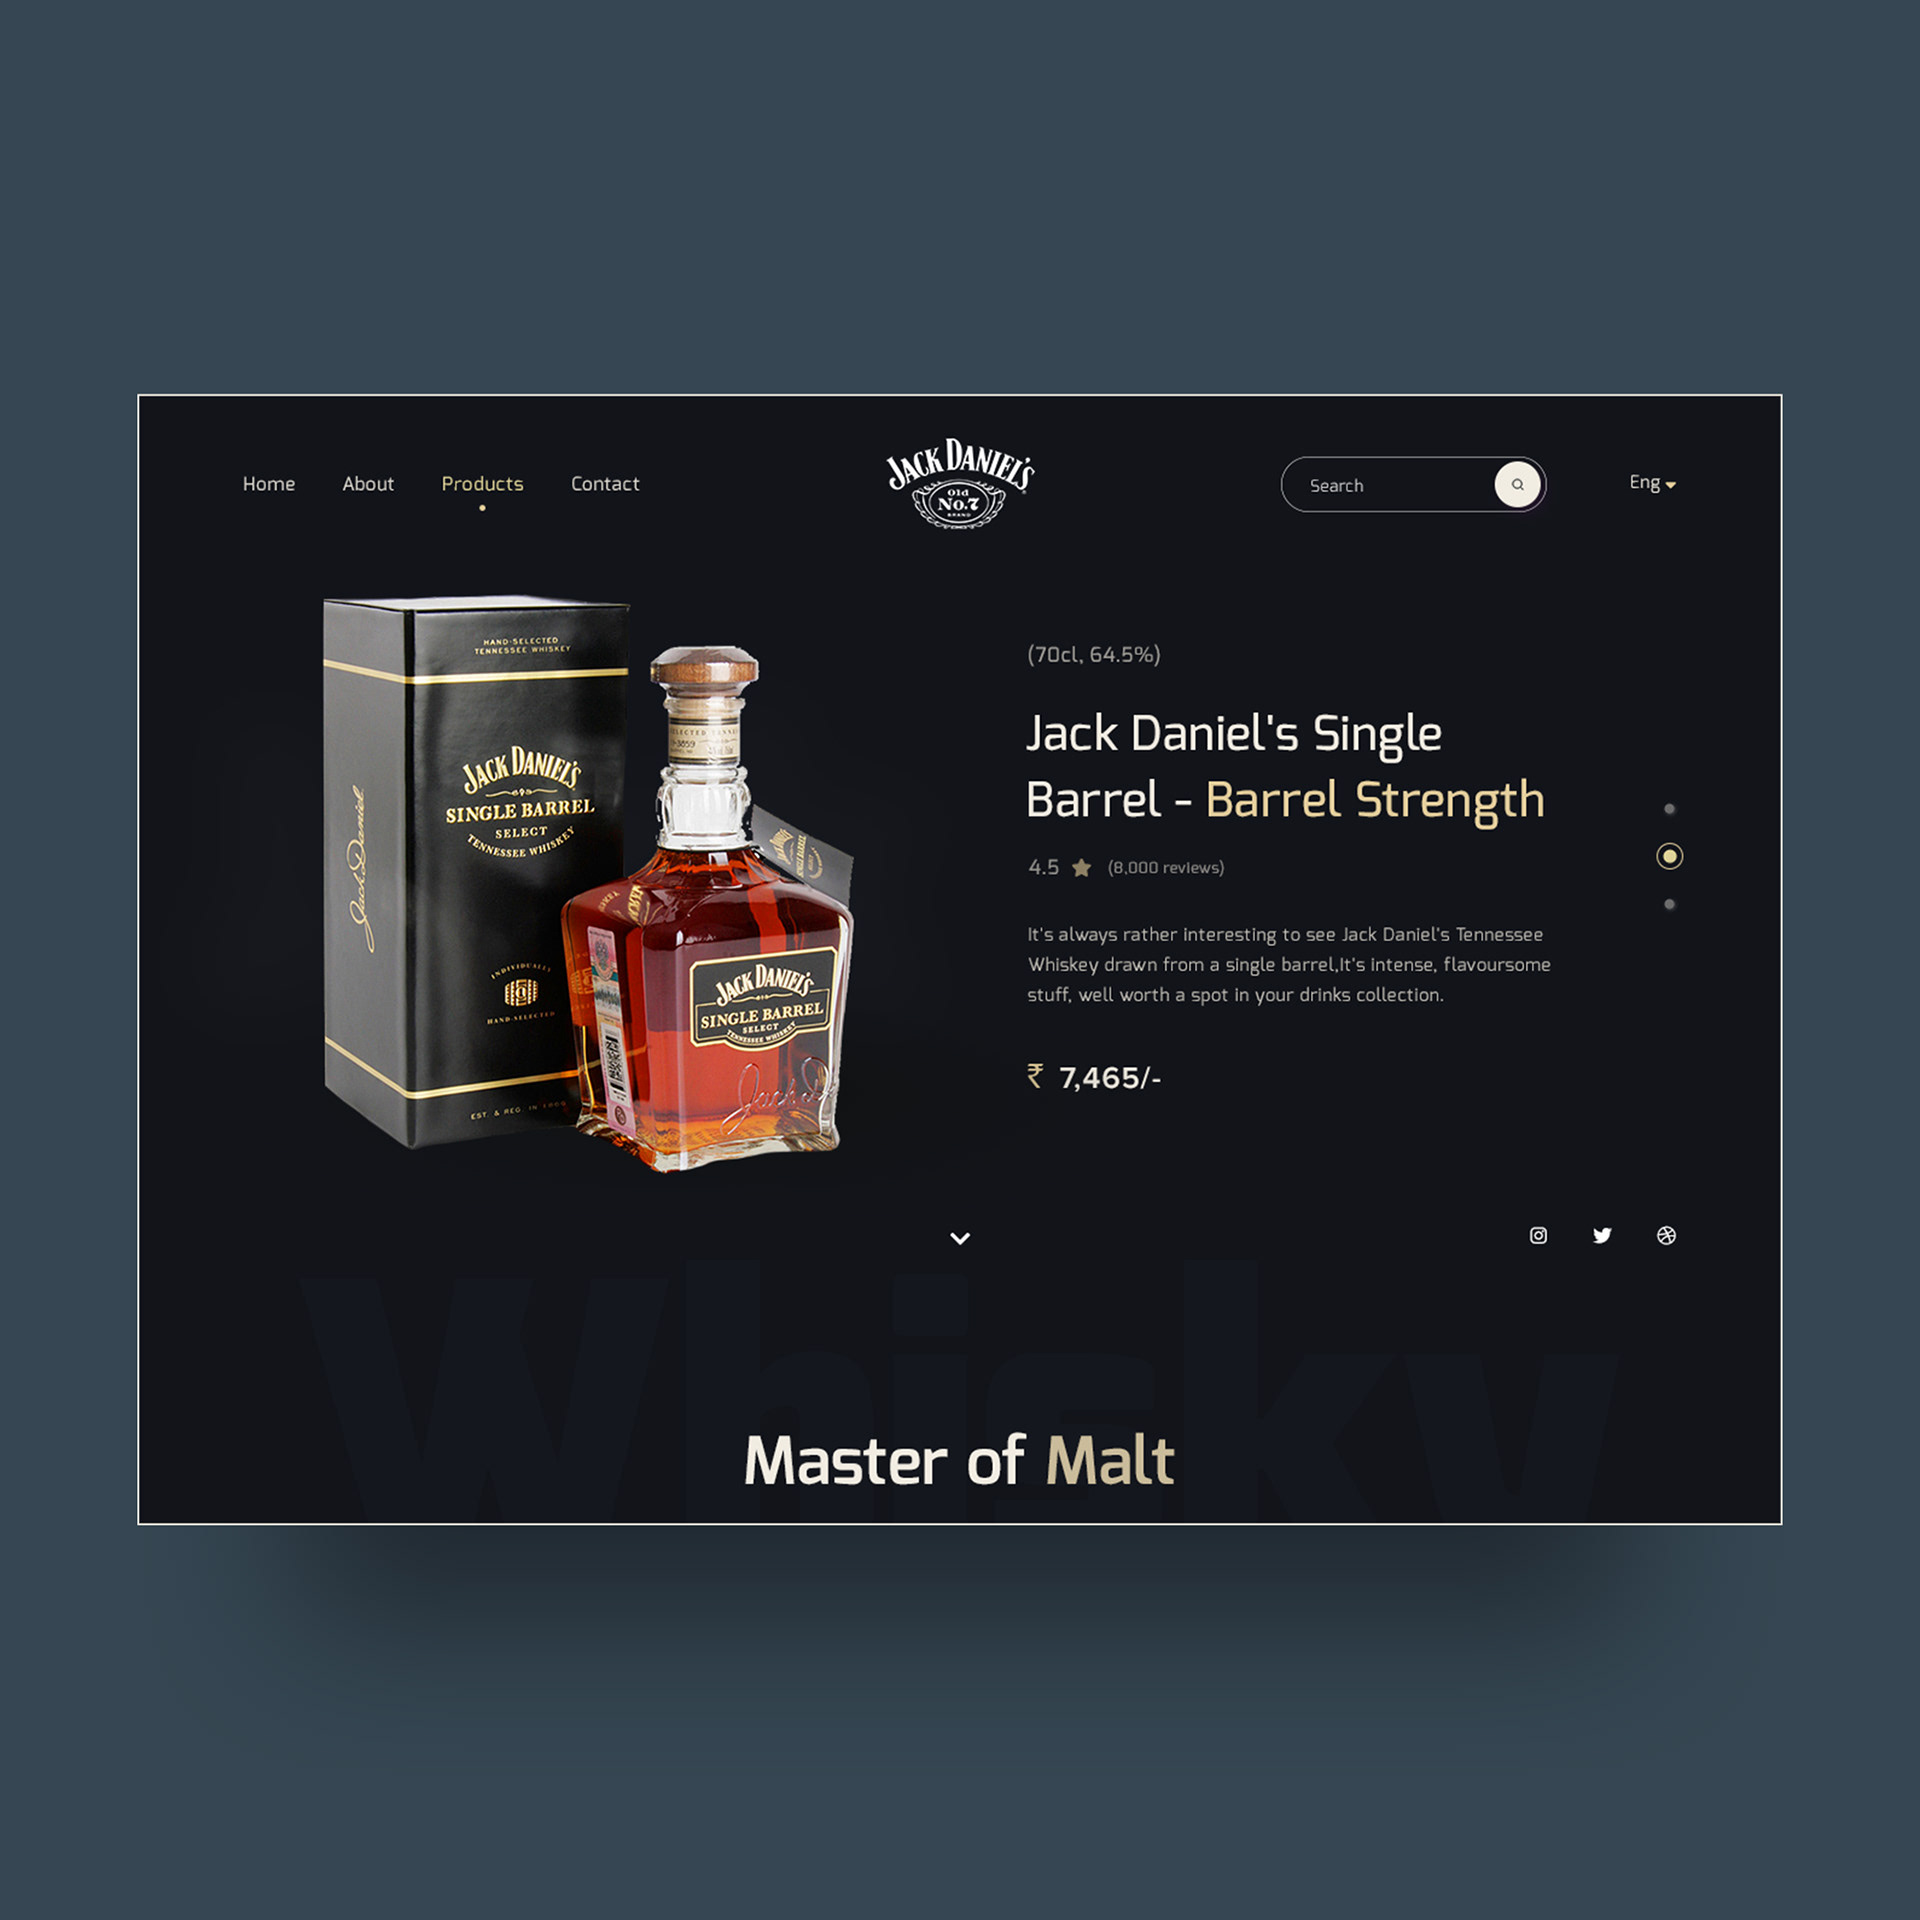 Home About Products Contact
JACK DANIEL'S
Old
No.7
BRAND
Search
Eng
HAND-SELECTED
TENNESSEE WHISKEY
JACK DANIEL'S
SINGLE BARREL
SELECT
TENNESSEE WHISKEY
Jack Daniel
INDIVIDUALLY
HAND-SELECTED
EST. & REG. IN 1866
JACK DANIEL'S
SINGLE BARREL
SELECT
TENNESSEE WHISKEY
(70cl, 64.5%)
Jack Daniel's Single
Barrel - Barrel Strength
4.5 (8,000 reviews)
It's always rather interesting to see Jack Daniel's Tennessee
Whiskey drawn from a single barrel,It's intense, flavoursome
stuff, well worth a spot in your drinks collection.
₹ 7,465/-
Whisky
Master of Malt